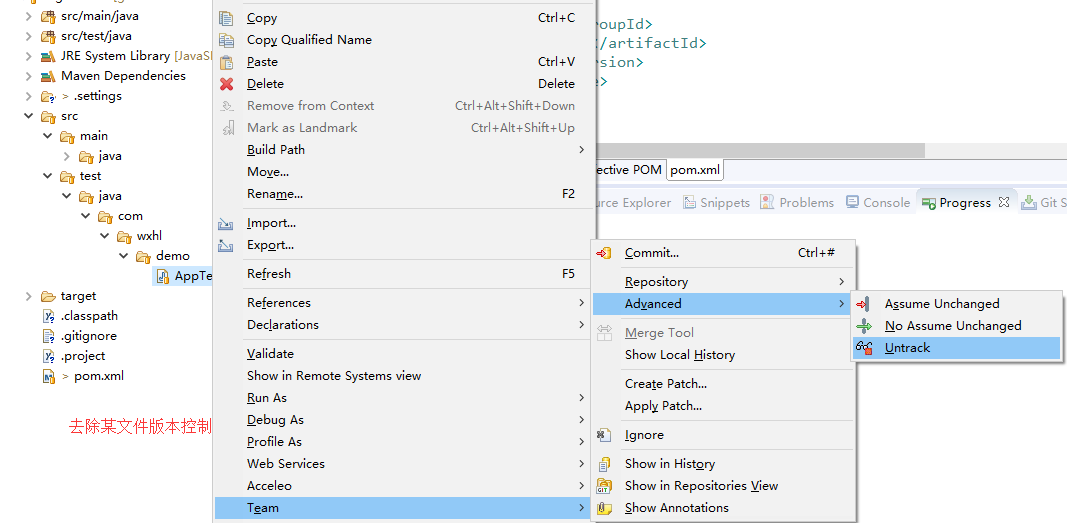 src/main/java
src/test/java
JRE System Library [JavaS
Maven Dependencies
> .settings
src
main
java
test
java
com
wxhl
demo
AppTe
target
.classpath
.gitignore
.project
> pom.xml
去除某文件版本控制
Copy Ctrl+C
Copy Qualified Name
Paste Ctrl+V
Delete Delete
Remove from Context Ctrl+Alt+Shift+Down
Mark as Landmark Ctrl+Alt+Shift+Up
Build Path
Move...
Rename... F2
Import...
Export...
Refresh F5
References
Declarations
Validate
Show in Remote Systems view
Run As
Debug As
Profile As
Web Services
Acceleo
Team
oupId>
/artifactId>
rsion>
e>
ective POM pom.xml
urce Explorer Snippets Problems Console Progress Git S
Commit... Ctrl+#
Repository
Advanced
Merge Tool
Show Local History
Create Patch...
Apply Patch...
Ignore
Show in History
Show in Repositories View
Show Annotations
Assume Unchanged
No Assume Unchanged
Untrack